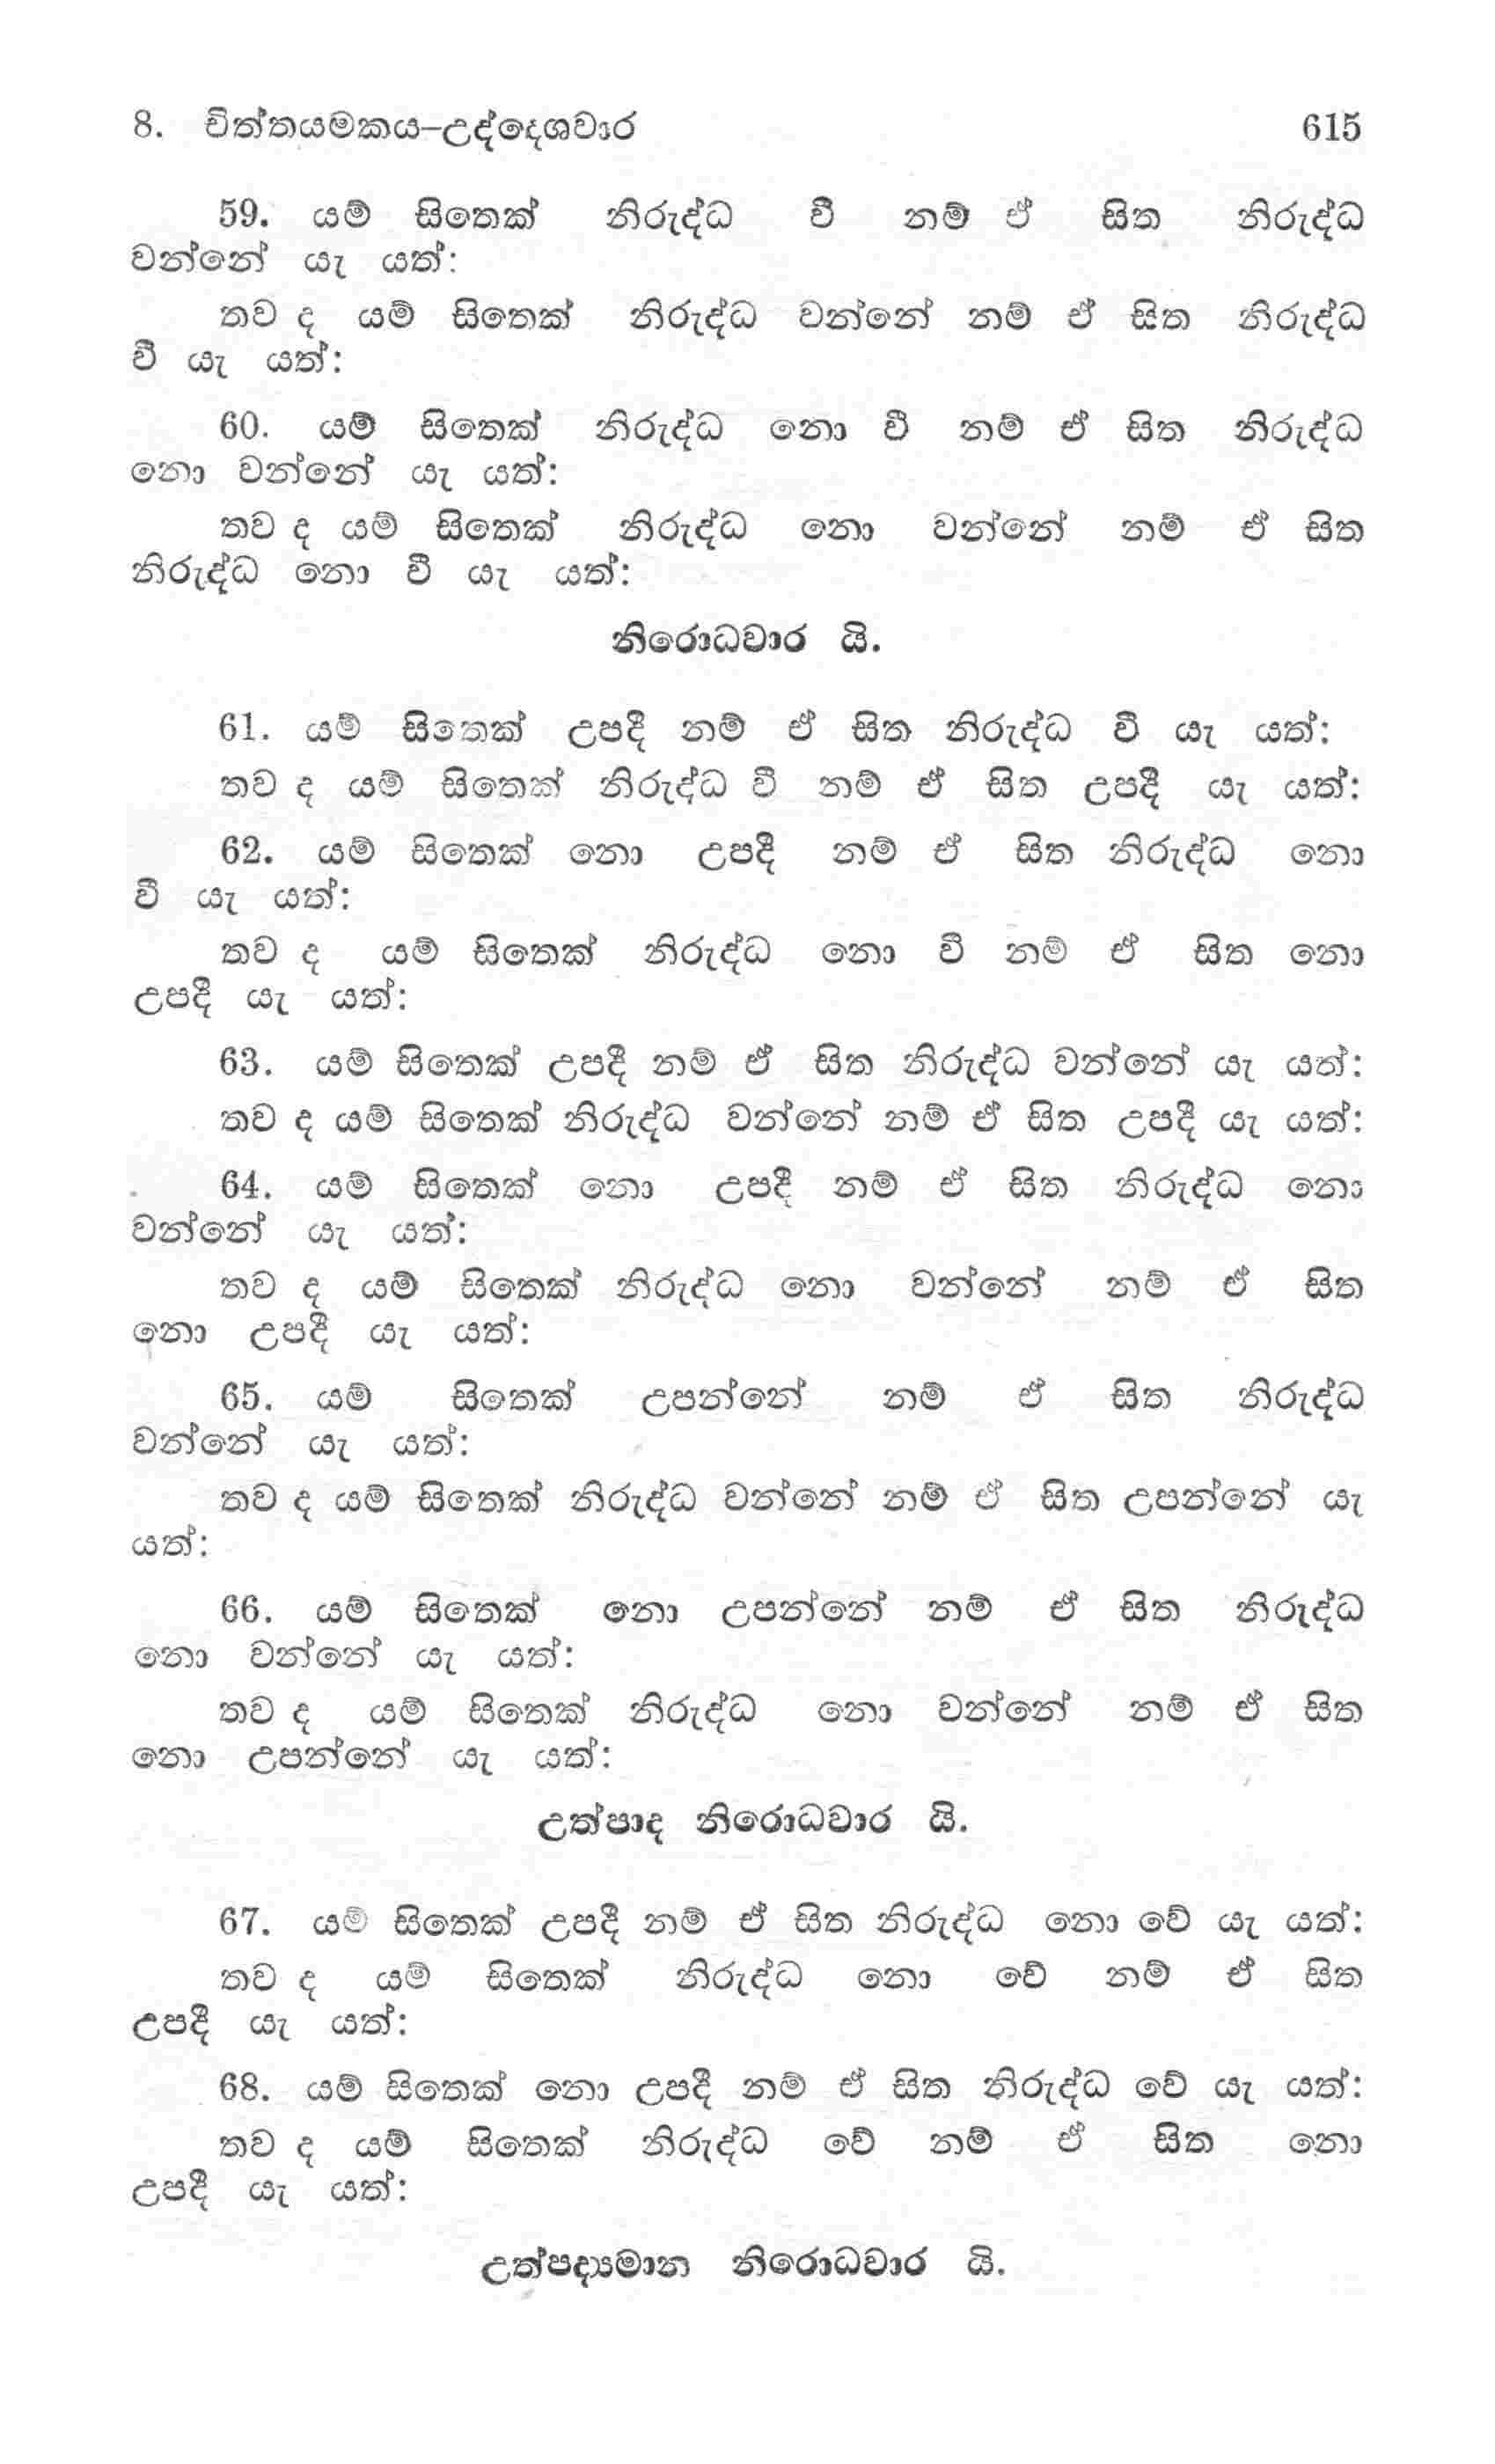 8. චිත්තයමකය–උද්දෙශවාර 615
59. යම් සිතෙක් නිරුද්ධ වී නම් ඒ සිත නිරුද්ධ
වන්නේ යැ යත්:
තව ද යම් සිතෙක් නිරුද්ධ වන්නේ නම් ඒ සිත නිරුද්ධ
වී යැ යත්:
60. යම් සිතෙක් නිරුද්ධ නො වී නම් ඒ සිත නිරුද්ධ
නො වන්නේ යැ යත්:
තව ද යම් සිතෙක් නිරුද්ධ නො වන්නේ නම් ඒ සිත
නිරුද්ධ නො වී යැ යත්:
නිරොධවාර යි.
61. යම් සිතෙක් උපදී නම් ඒ සිත නිරුද්ධ වී යැ යත්:
තව ද යම් සිතෙක් නිරුද්ධ වී නම් ඒ සිත උපදී යැ යත්:
62. යම් සිතෙක් නො උපදී නම් ඒ සිත නිරුද්ධ නො
වී යැ යත්:
තව ද යම් සිතෙක් නිරුද්ධ නො වී නම් ඒ සිත නො
උපදී යැ යත්:
63. යම් සිතෙක් උපදී නම් ඒ සිත නිරුද්ධ වන්නේ යැ යත්:
තව ද යම් සිතෙක් නිරුද්ධ වන්නේ නම් ඒ සිත උපදී යැ යත්:
64. යම් සිතෙක් නො උපදී නම් ඒ සිත නිරුද්ධ නො
වන්නේ යැ යත්:
තව ද යම් සිතෙක් නිරුද්ධ නො වන්නේ නම් ඒ සිත
නො උපදී යැ යත්:
65. යම් සිතෙක් උපන්නේ නම් ඒ සිත නිරුද්ධ
වන්නේ යැ යත්:
තව ද යම් සිතෙක් නිරුද්ධ වන්නේ නම් ඒ සිත උපන්නේ යැ
යත්:
66. යම් සිතෙක් නො උපන්නේ නම් ඒ සිත නිරුද්ධ
නො වන්නේ යැ යත්:
තව ද යම් සිතෙක් නිරුද්ධ නො වන්නේ නම් ඒ සිත
නො උපන්නේ යැ යත්:
උත්පාද නිරොධවාර යි.
67. යම් සිතෙක් උපදී නම් ඒ සිත නිරුද්ධ නො වේ යැ යත්:
තව ද යම් සිතෙක් නිරුද්ධ නො වේ නම් ඒ සිත
උපදී යැ යත්:
68. යම් සිතෙක් නො උපදී නම් ඒ සිත නිරුද්ධ වේ යැ යත්:
තව ද යම් සිතෙක් නිරුද්ධ වේ නම් ඒ සිත නො
උපදී යැ යත්:
උත්පද්‍යමාන නිරොධවාර යි.